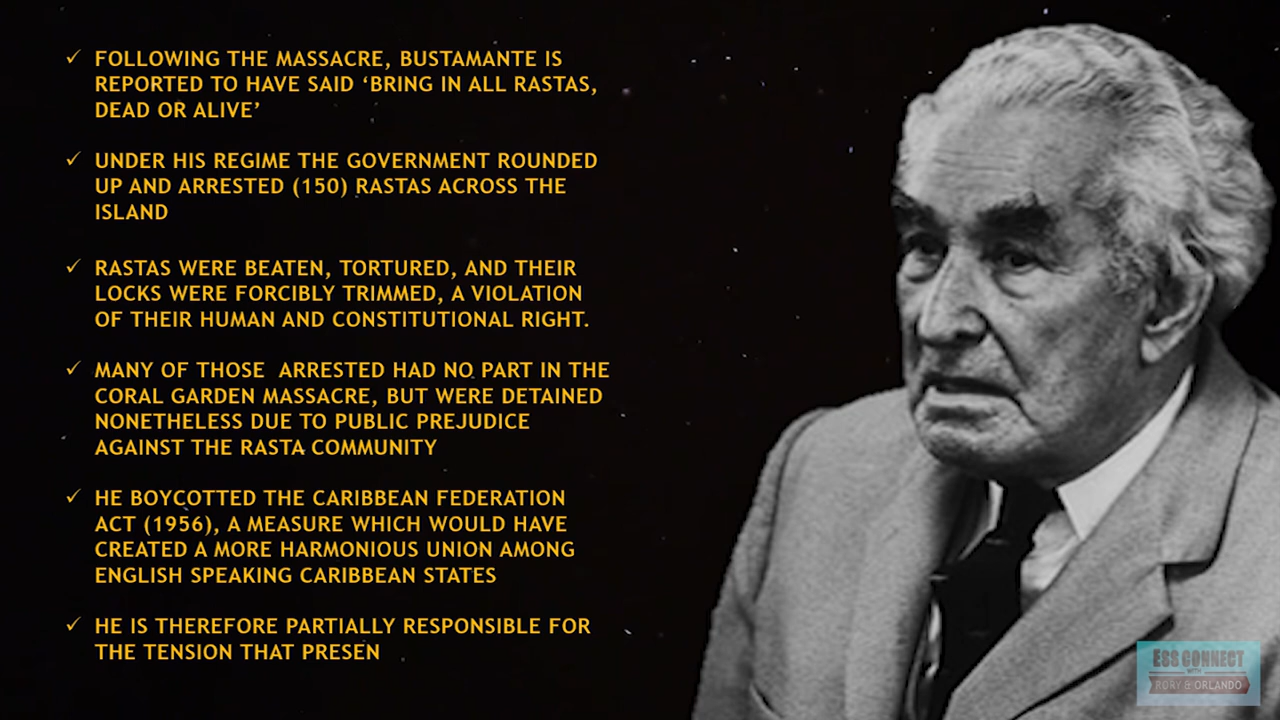 ✓ FOLLOWING THE MASSACRE, BUSTAMANTE IS
REPORTED TO HAVE SAID ‘BRING IN ALL RASTAS,
DEAD OR ALIVE’
✓ UNDER HIS REGIME THE GOVERNMENT ROUNDED
UP AND ARRESTED (150) RASTAS ACROSS THE
ISLAND
✓ RASTAS WERE BEATEN, TORTURED, AND THEIR
LOCKS WERE FORCIBLY TRIMMED, A VIOLATION
OF THEIR HUMAN AND CONSTITUTIONAL RIGHT.
✓ MANY OF THOSE  ARRESTED HAD NO PART IN THE
CORAL GARDEN MASSACRE, BUT WERE DETAINED
NONETHELESS DUE TO PUBLIC PREJUDICE
AGAINST THE RASTA COMMUNITY
✓ HE BOYCOTTED THE CARIBBEAN FEDERATION
ACT (1956), A MEASURE WHICH WOULD HAVE
CREATED A MORE HARMONIOUS UNION AMONG
ENGLISH SPEAKING CARIBBEAN STATES
✓ HE IS THEREFORE PARTIALLY RESPONSIBLE FOR
THE TENSION THAT PRESEN
ESS CONNECT
WITH
RORY & ORLANDO